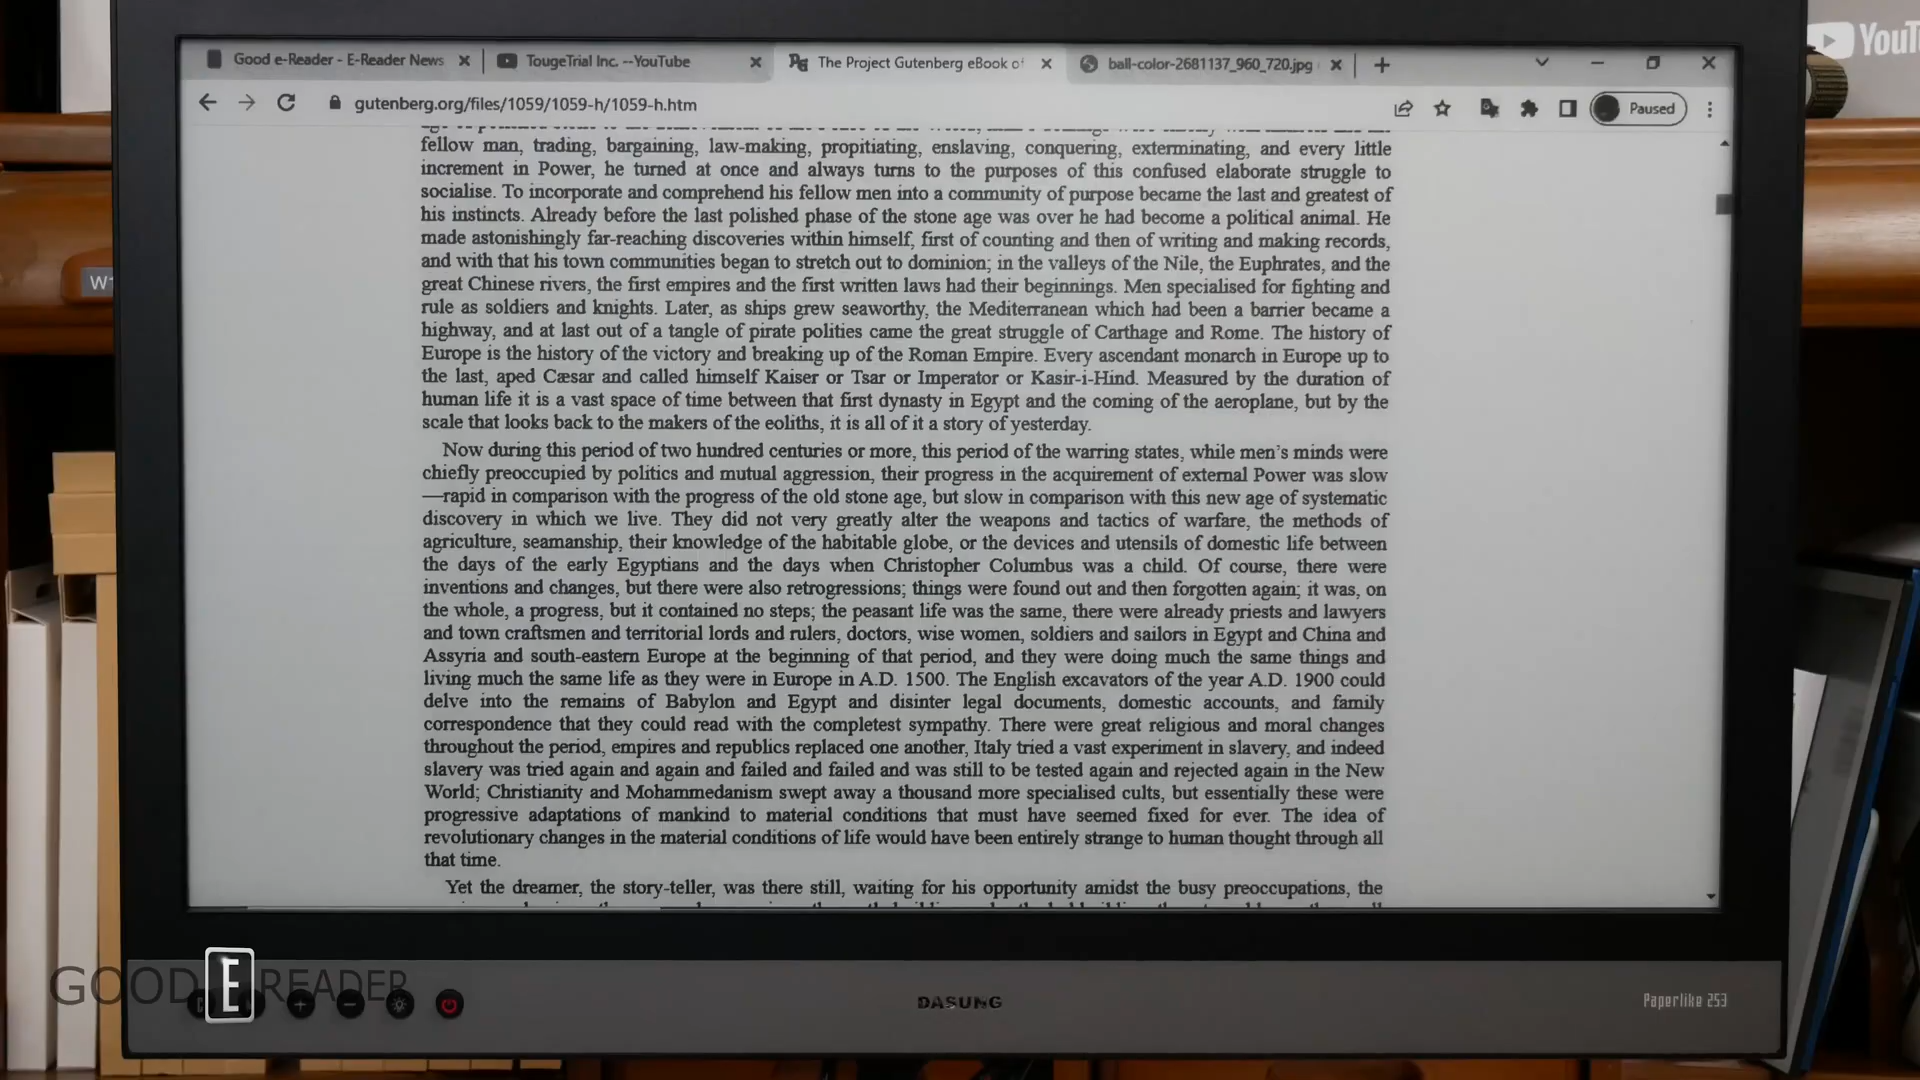 YouT
Good e-Reader - E-Reader News
TougeTrial Inc. --YouTube
The Project Gutenberg eBook of
ball-color-2681137_960_720.jpg
gutenberg.org/files/1059/1059-h/1059-h.htm
Paused
fellow man, trading, bargaining, law-making, propitiating, enslaving, conquering, exterminating, and every little
increment in Power, he turned at once and always turns to the purposes of this confused elaborate struggle to
socialise. To incorporate and comprehend his fellow men into a community of purpose became the last and greatest of
his instincts. Already before the last polished phase of the stone age was over he had become a political animal. He
made astonishingly far-reaching discoveries within himself, first of counting and then of writing and making records,
and with that his town communities began to stretch out to dominion; in the valleys of the Nile, the Euphrates, and the
great Chinese rivers, the first empires and the first written laws had their beginnings. Men specialised for fighting and
rule as soldiers and knights. Later, as ships grew seaworthy, the Mediterranean which had been a barrier became a
highway, and at last out of a tangle of pirate polities came the great struggle of Carthage and Rome. The history of
Europe is the history of the victory and breaking up of the Roman Empire. Every ascendant monarch in Europe up to
the last, aped Cæsar and called himself Kaiser or Tsar or Imperator or Kasir-i-Hind. Measured by the duration of
human life it is a vast space of time between that first dynasty in Egypt and the coming of the aeroplane, but by the
scale that looks back to the makers of the eoliths, it is all of it a story of yesterday.
Now during this period of two hundred centuries or more, this period of the warring states, while men’s minds were
chiefly preoccupied by politics and mutual aggression, their progress in the acquirement of external Power was slow
—rapid in comparison with the progress of the old stone age, but slow in comparison with this new age of systematic
discovery in which we live. They did not very greatly alter the weapons and tactics of warfare, the methods of
agriculture, seamanship, their knowledge of the habitable globe, or the devices and utensils of domestic life between
the days of the early Egyptians and the days when Christopher Columbus was a child. Of course, there were
inventions and changes, but there were also retrogressions; things were found out and then forgotten again; it was, on
the whole, a progress, but it contained no steps; the peasant life was the same, there were already priests and lawyers
and town craftsmen and territorial lords and rulers, doctors, wise women, soldiers and sailors in Egypt and China and
Assyria and south-eastern Europe at the beginning of that period, and they were doing much the same things and
living much the same life as they were in Europe in A.D. 1500. The English excavators of the year A.D. 1900 could
delve into the remains of Babylon and Egypt and disinter legal documents, domestic accounts, and family
correspondence that they could read with the completest sympathy. There were great religious and moral changes
throughout the period, empires and republics replaced one another, Italy tried a vast experiment in slavery, and indeed
slavery was tried again and again and failed and failed and was still to be tested again and rejected again in the New
World; Christianity and Mohammedanism swept away a thousand more specialised cults, but essentially these were
progressive adaptations of mankind to material conditions that must have seemed fixed for ever. The idea of
revolutionary changes in the material conditions of life would have been entirely strange to human thought through all
that time.
Yet the dreamer, the story-teller, was there still, waiting for his opportunity amidst the busy preoccupations, the
GOOD E READER
DASUNG
Paperlike 253